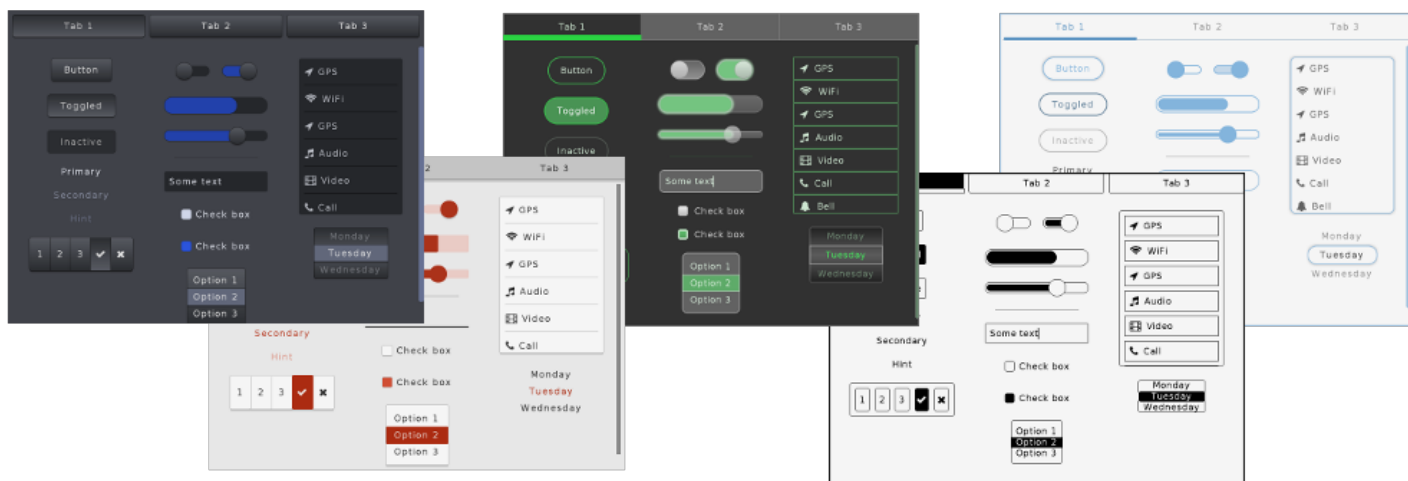 Tab 1
Tab 2
Tab 3
Button
Toggled
Inactive
Primary
Secondary
Hint
1 2 3
Some text
Check box
Check box
Option 1
Option 2
Option 3
GPS
WiFi
GPS
Audio
Video
Call
Monday
Tuesday
Wednesday
2
Tab 3
Secondary
Hint
1 2 3
Check box
Check box
Option 1
Option 2
Option 3
GPS
WiFi
GPS
Audio
Video
Call
Monday
Tuesday
Wednesday
Tab 1
Tab 2
Tab 3
Button
Toggled
Inactive
Some text
Check box
Check box
Option 1
Option 2
Option 3
GPS
WiFi
GPS
Audio
Video
Call
Bell
Monday
Tuesday
Wednesday
Tab 2
Tab 3
Secondary
Hint
1 2 3
Some text
Check box
Check box
Option 1
Option 2
Option 3
GPS
WiFi
GPS
Audio
Video
Call
Monday
Tuesday
Wednesday
Tab 1
Tab 2
Tab 3
Button
Toggled
Inactive
Primary
GPS
WiFi
GPS
Audio
Video
Call
Bell
Monday
Tuesday
Wednesday